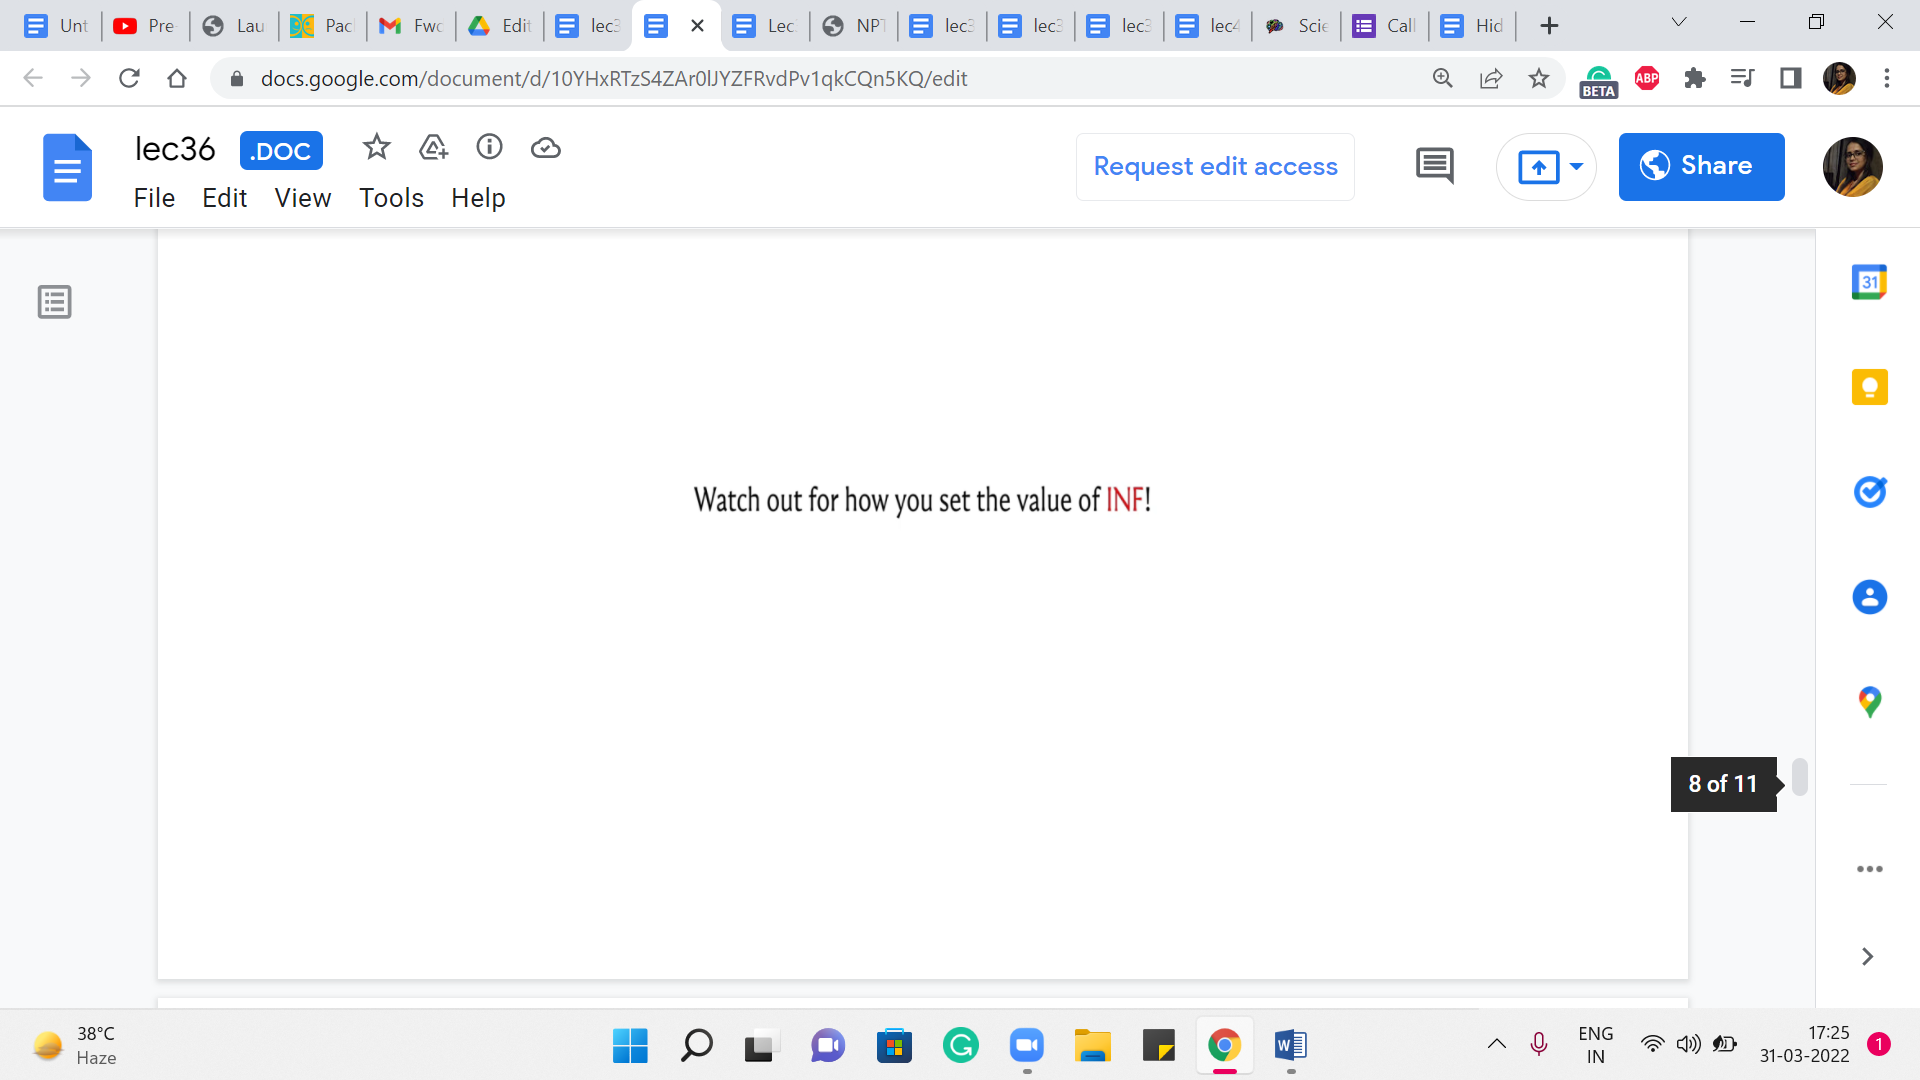 Unt
Pre
Lau
Pac
Fwc
Edit
lec3
Lec
NPT
lec3
lec3
lec3
lec4
Scie
Call
Hid
docs.google.com/document/d/10YHxRTzS4ZAr0lJYZFRvdPv1qkCQn5KQ/edit
BETA
ABP
lec36 .DOC
Request edit access
Share
File Edit View Tools Help
31
Watch out for how you set the value of INF!
8 of 11
38°C
Haze
ENG
IN
17:25
31-03-2022
1